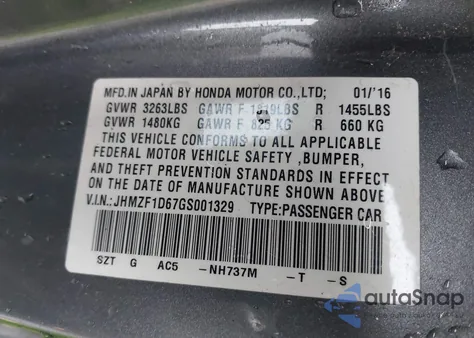 MFD.IN JAPAN BY HONDA MOTOR CO.,LTD; 01/'16
GVWR 3263LBS GAWR F 1819LBS R 1455LBS
GVWR 1480KG GAWR F 825 KG R 660 KG
THIS VEHICLE CONFORMS TO ALL APPLICABLE
FEDERAL MOTOR VEHICLE SAFETY ,BUMPER,
AND THEFT PREVENTION STANDARDS IN EFFECT
ON THE DATE OF MANUFACTURE SHOWN ABOVE.
V.I.N.: JHMZF1D67GS001329 TYPE:PASSENGER CAR
SZT G AC5 -NH737M -T -S
autoSnap